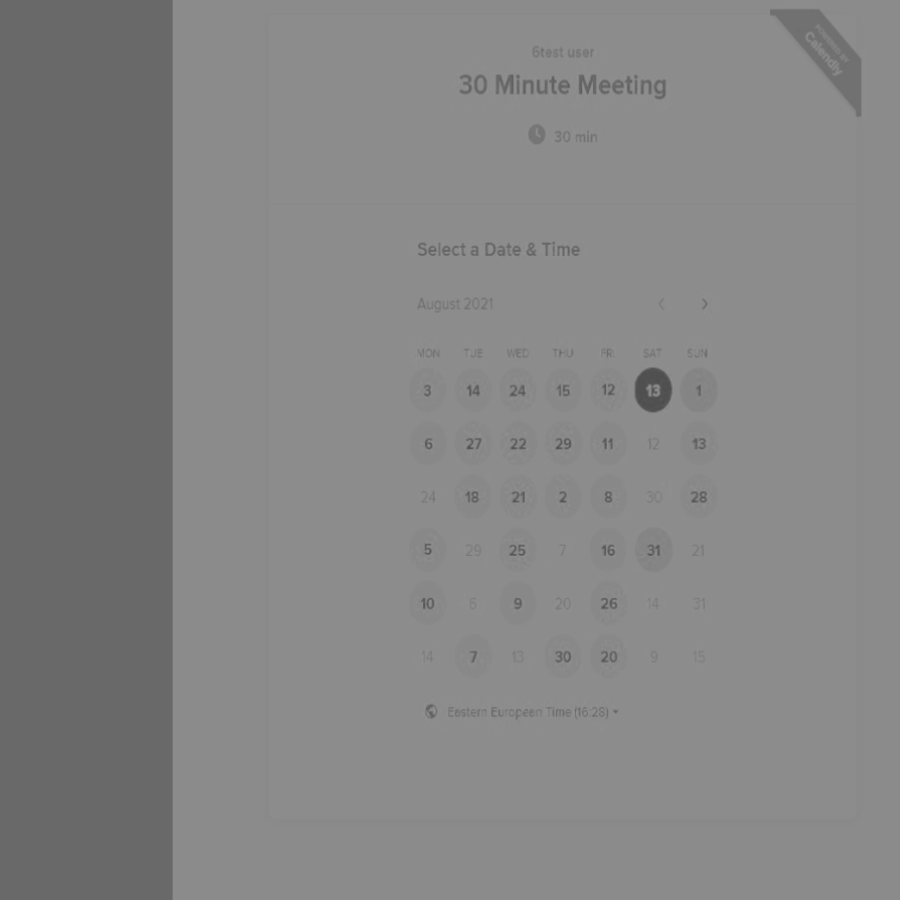 POWERED BY
Calendly
6test user
30 Minute Meeting
30 min
Select a Date & Time
August 2021
MON TUE WED THU FRI SAT SUN
3 14 24 15 12 13 1
6 27 22 29 11 12 13
24 18 21 2 8 30 28
5 29 25 7 16 31 21
10 6 9 20 26 14 31
14 7 13 30 20 9 15
Eastern European Time (16:28)